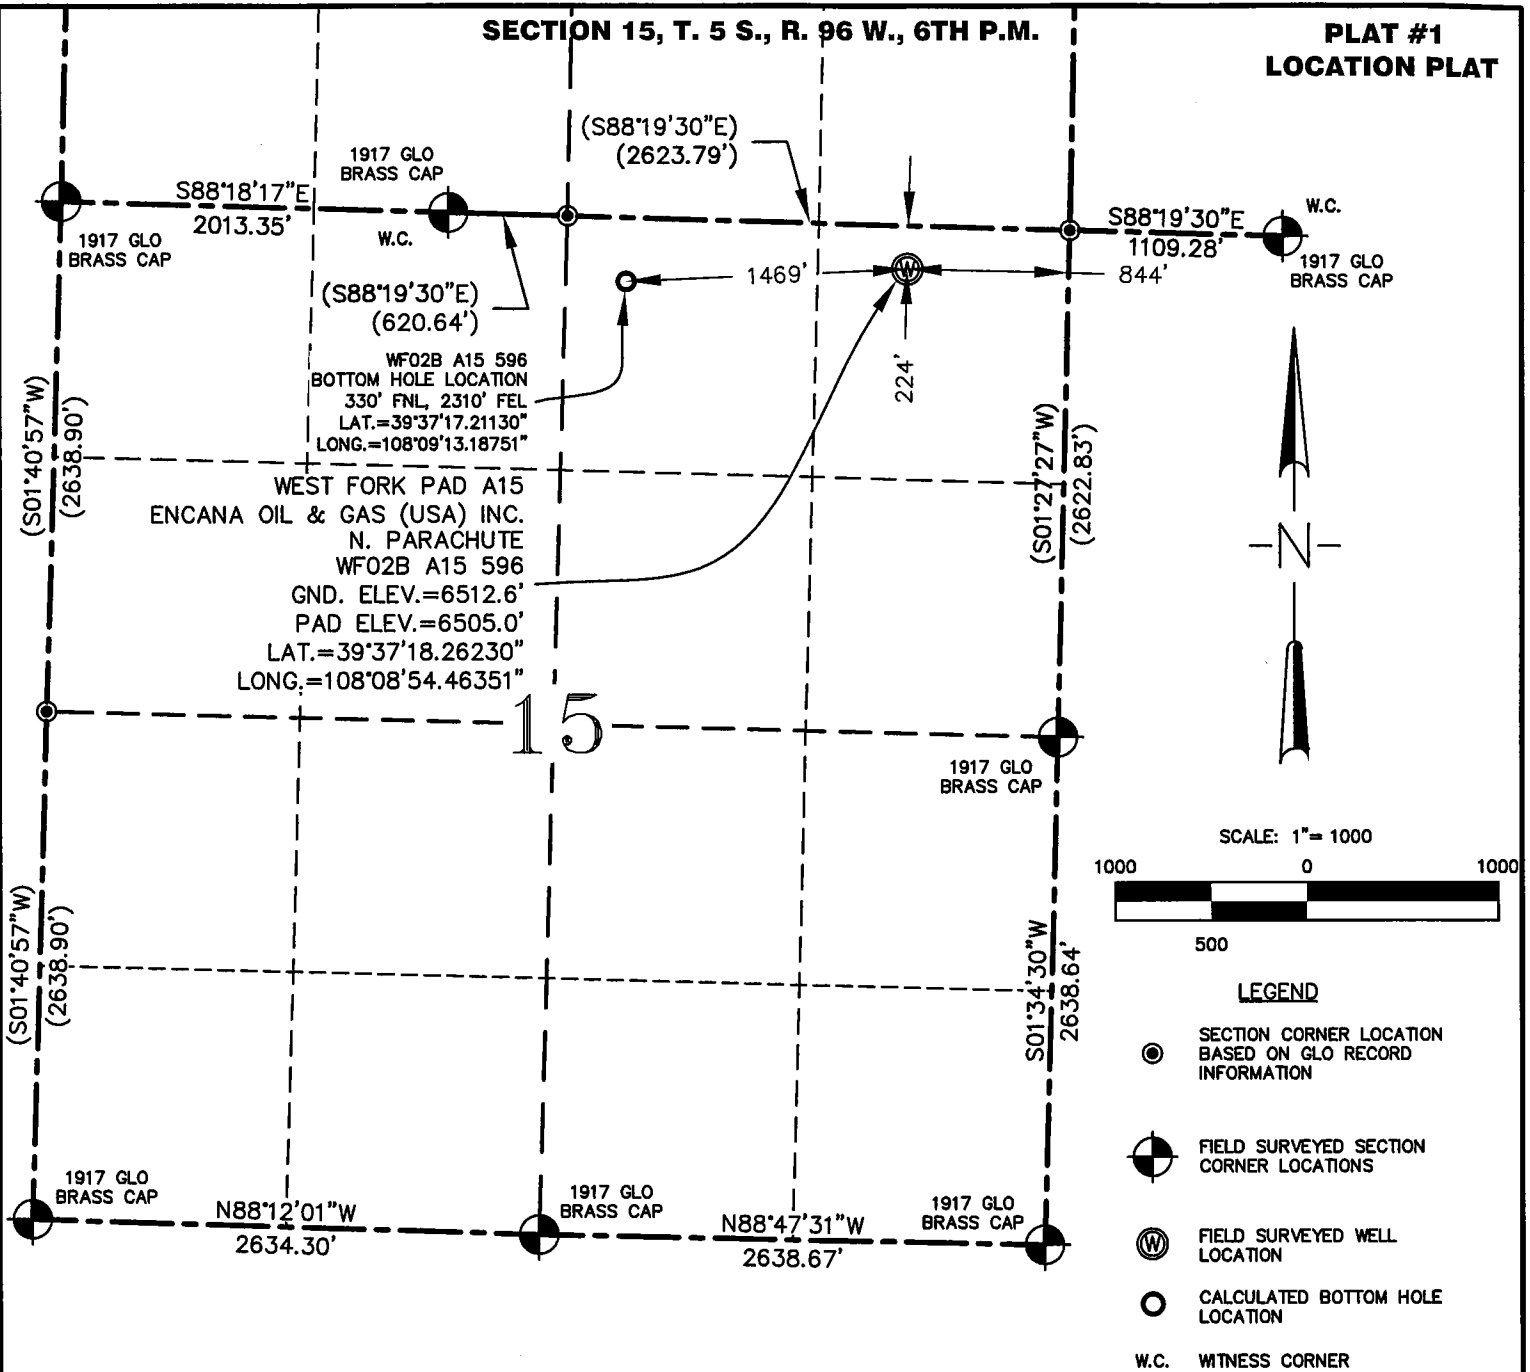 SECTION 15, T. 5 S., R. 96 W., 6TH P.M.
PLAT #1
LOCATION PLAT
(S88°19'30"E)
(2623.79')
1917 GLO
BRASS CAP
S88°18'17"E
2013.35'
W.C.
1917 GLO
BRASS CAP
S88°19'30"E
1109.28'
W.C.
1917 GLO
BRASS CAP
(S88°19'30"E)
(620.64')
1469'
W
844'
224'
WF02B A15 596
BOTTOM HOLE LOCATION
330' FNL, 2310' FEL
LAT.=39°37'17.21130"
LONG.=108°09'13.18751"
(S01°40'57"W)
(2638.90')
(S01°27'27"W)
(2622.83')
WEST FORK PAD A15
ENCANA OIL & GAS (USA) INC.
N. PARACHUTE
WF02B A15 596
GND. ELEV.=6512.6'
PAD ELEV.=6505.0'
LAT.=39°37'18.26230"
LONG.=108°08'54.46351"
N
15
1917 GLO
BRASS CAP
SCALE: 1"= 1000
1000 0 1000
500
(S01°40'57"W)
(2638.90')
S01°34'30"W
2638.64'
1917 GLO
BRASS CAP
N88°12'01"W
2634.30'
1917 GLO
BRASS CAP
N88°47'31"W
2638.67'
1917 GLO
BRASS CAP
LEGEND
SECTION CORNER LOCATION
BASED ON GLO RECORD
INFORMATION
FIELD SURVEYED SECTION
CORNER LOCATIONS
W
FIELD SURVEYED WELL
LOCATION
CALCULATED BOTTOM HOLE
LOCATION
W.C. WITNESS CORNER